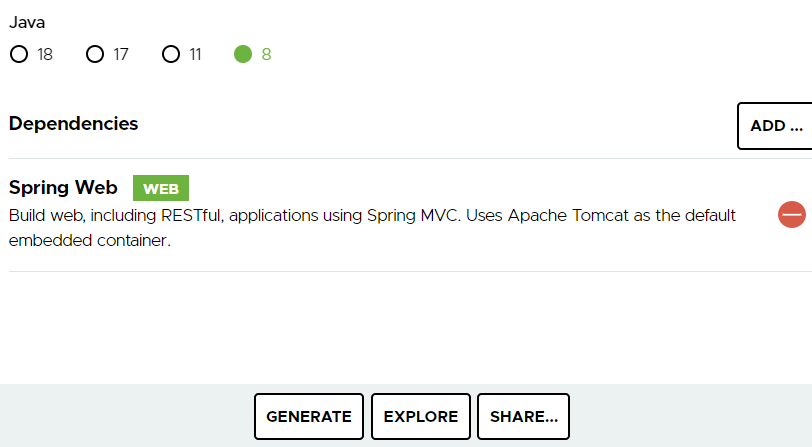 Java
18 17 11 8
Dependencies ADD ...
Spring Web WEB
Build web, including RESTful, applications using Spring MVC. Uses Apache Tomcat as the default
embedded container.
GENERATE EXPLORE SHARE...